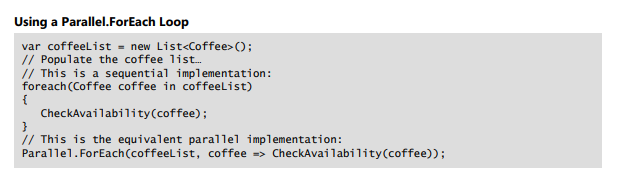 Using a Parallel.ForEach Loop
var coffeeList = new List<Coffee>();
// Populate the coffee list…
// This is a sequential implementation:
foreach(Coffee coffee in coffeeList)
{
   CheckAvailability(coffee);
}
// This is the equivalent parallel implementation:
Parallel.ForEach(coffeeList, coffee => CheckAvailability(coffee));